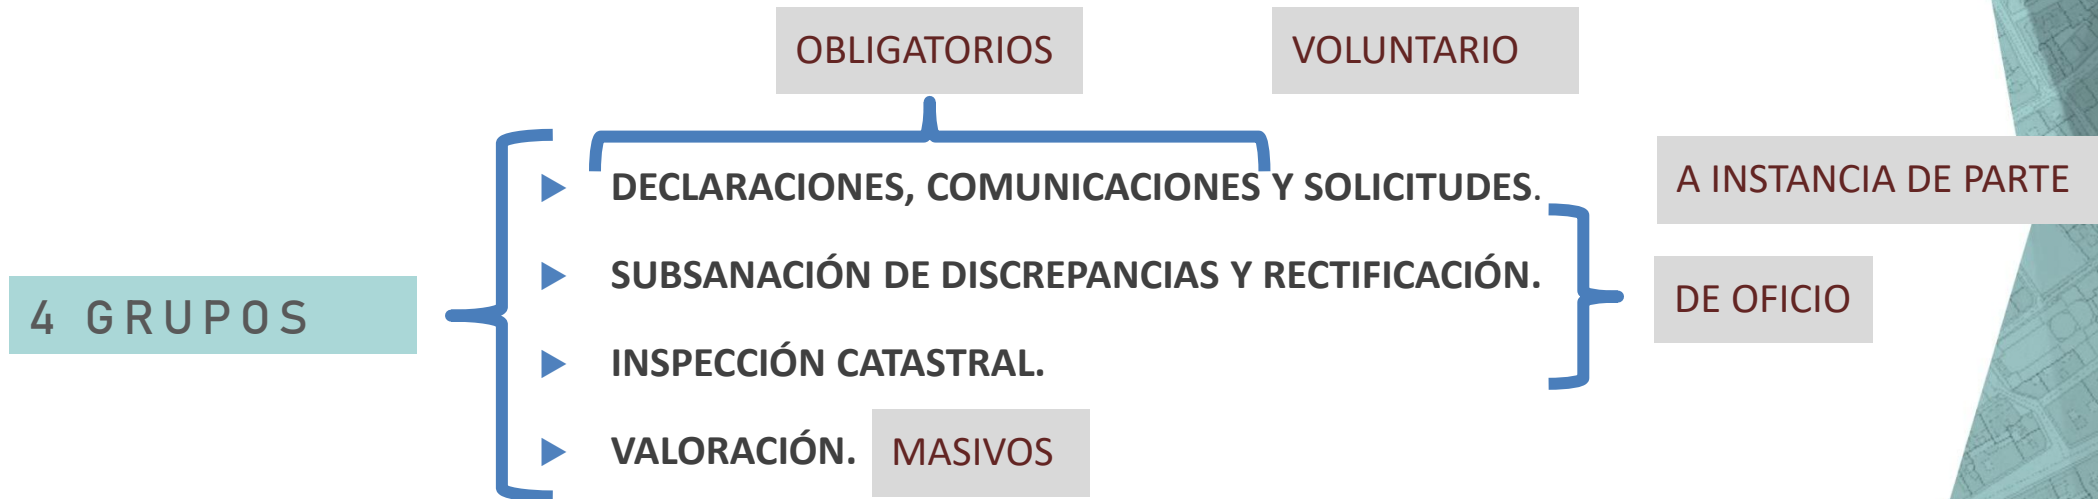 OBLIGATORIOS
VOLUNTARIO
DECLARACIONES, COMUNICACIONES Y SOLICITUDES.
A INSTANCIA DE PARTE
SUBSANACIÓN DE DISCREPANCIAS Y RECTIFICACIÓN.
DE OFICIO
4 GRUPOS
INSPECCIÓN CATASTRAL.
VALORACIÓN.
MASIVOS